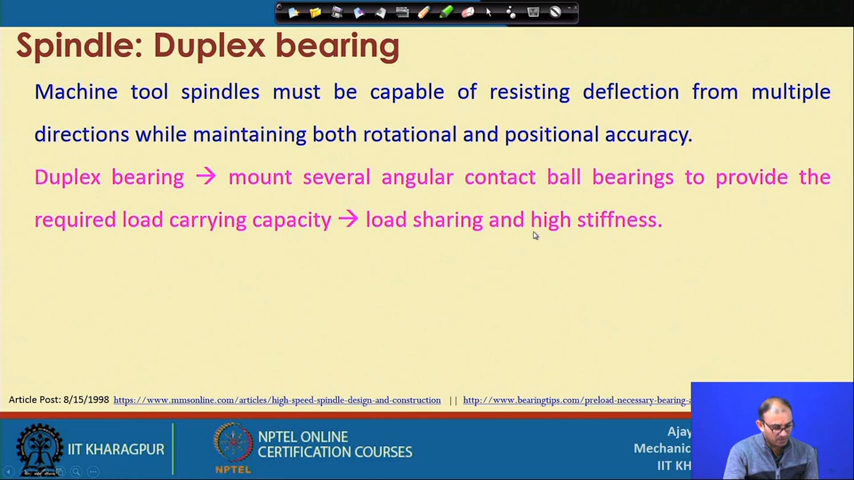 Spindle: Duplex bearing
Machine tool spindles must be capable of resisting deflection from multiple
directions while maintaining both rotational and positional accuracy.
Duplex bearing → mount several angular contact ball bearings to provide the
required load carrying capacity → load sharing and high stiffness.
Article Post: 8/15/1998 https://www.mmsonline.com/articles/high-speed-spindle-design-and-construction || http://www.bearingtips.com/preload-necessary-bearing-a
IIT KHARAGPUR
NPTEL
NPTEL ONLINE
CERTIFICATION COURSES
Ajay
Mechanic
IIT KH